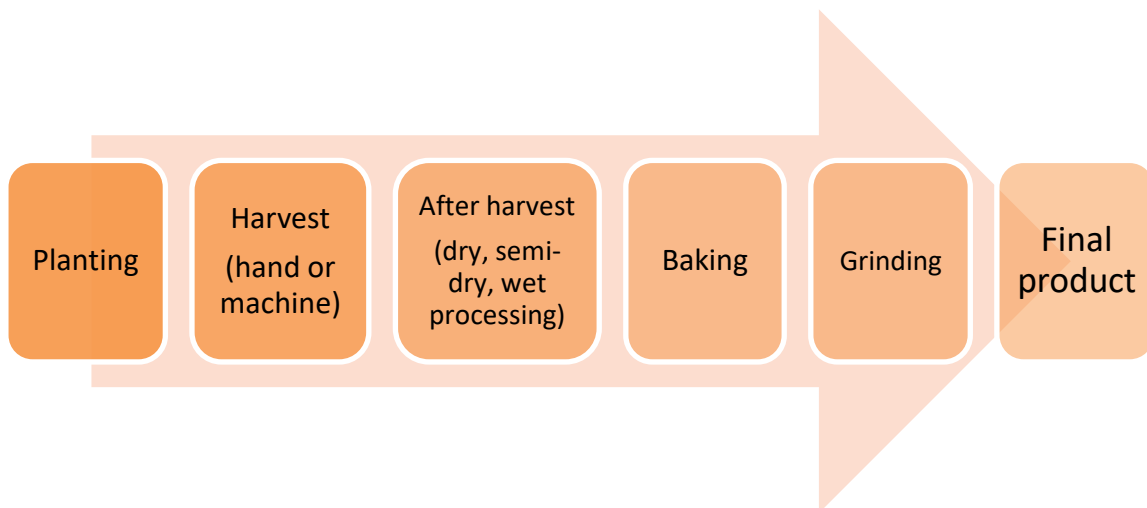 Planting
Harvest
(hand or
machine)
After harvest
(dry, semi-
dry, wet
processing)
Baking
Grinding
Final
product